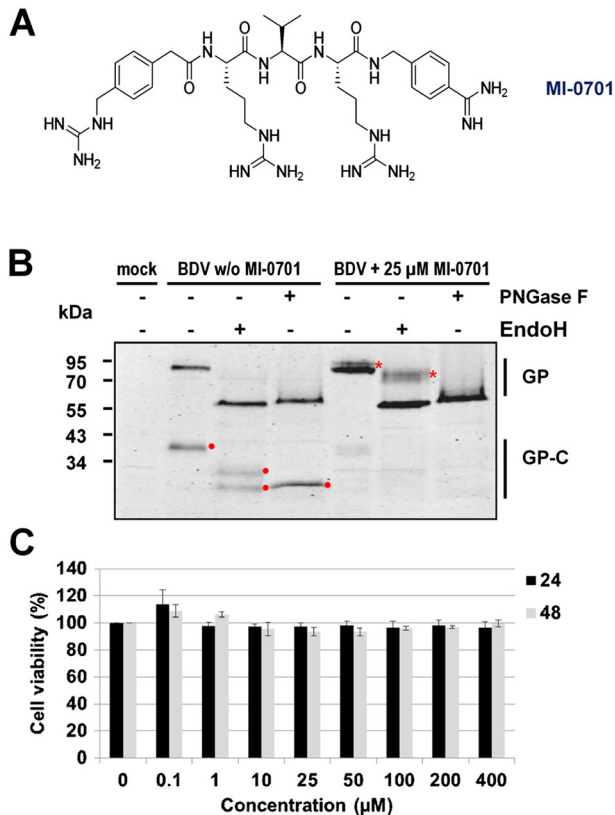 A
O
H
N
O
H
N
O
H
N
N
H
O
N
H
O
N
H
NH₂
NH
MI-0701
HN
NH
NH₂
NH
HN
NH₂
NH
HN
NH₂
B
mock
BDV w/o MI-0701
BDV + 25 µM MI-0701
- - - + - - + PNGase F
kDa
- - + - - + - EndoH
95
70
55
43
34
*
*
GP
GP-C
C
Cell viability (%)
140
120
100
80
60
40
20
0
24
48
0 0.1 1 10 25 50 100 200 400
Concentration (µM)